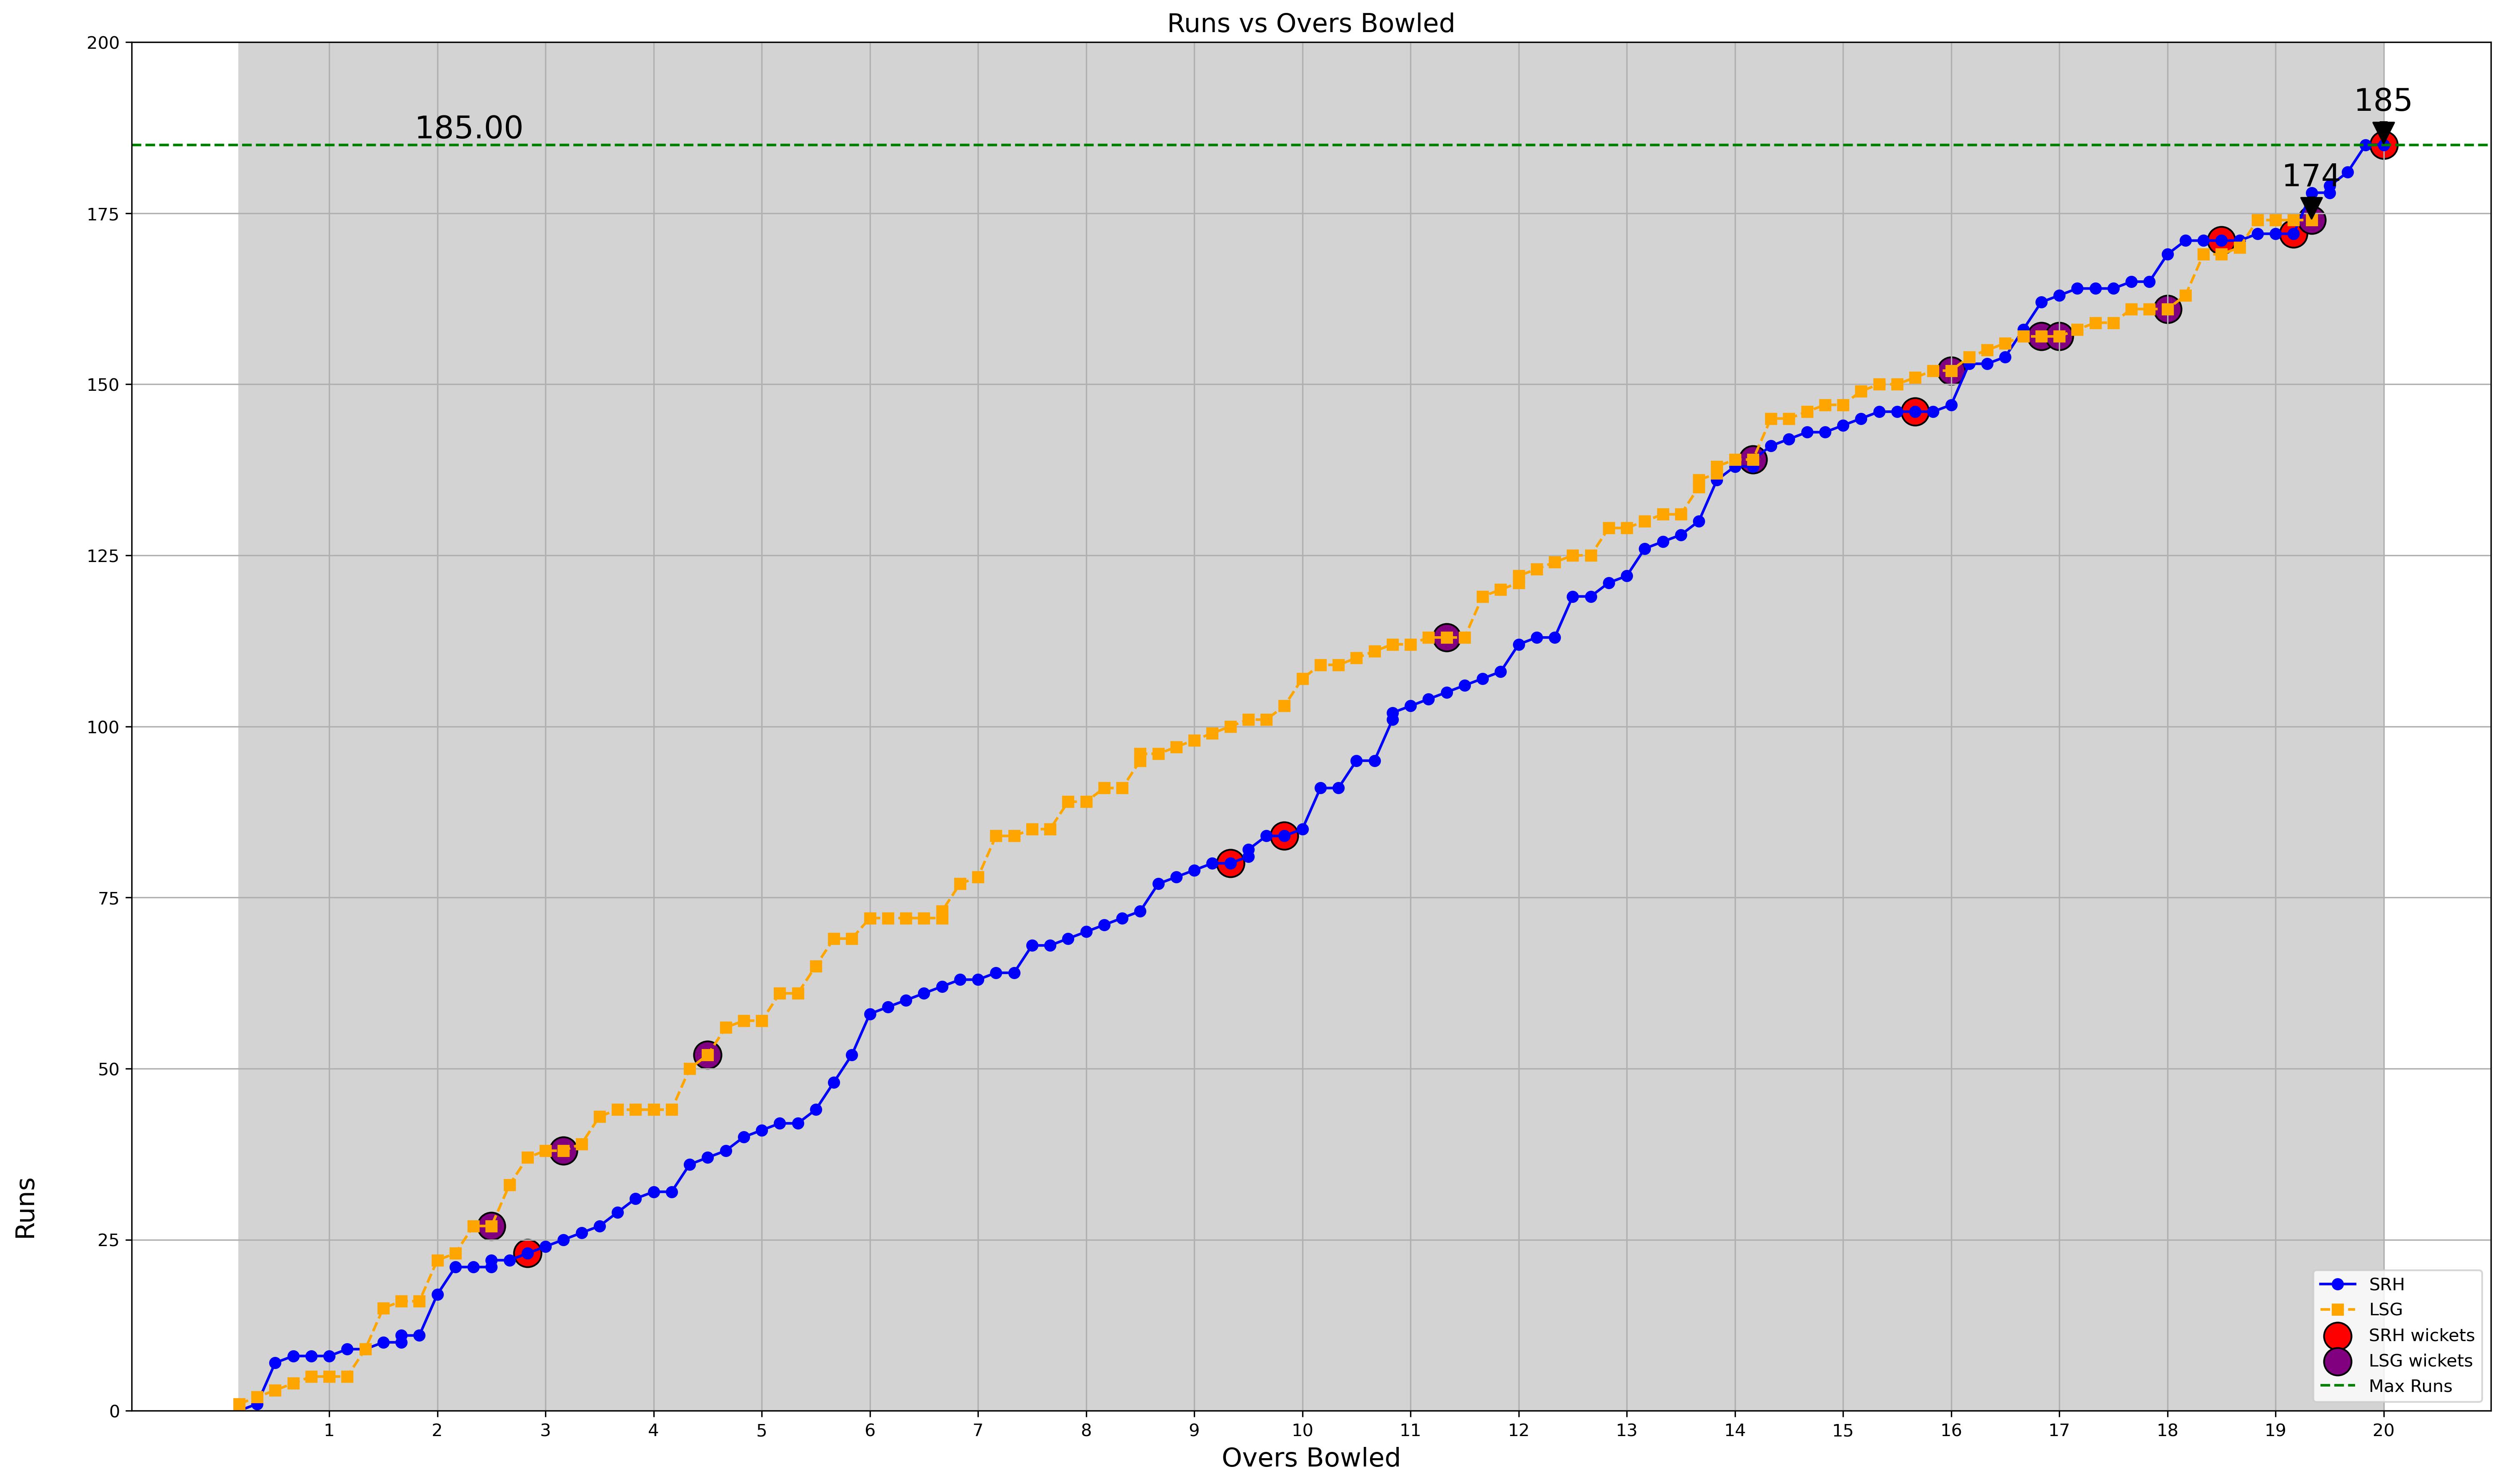 Runs vs Overs Bowled
200
185
185.00
174
175
150
125
100
75
50
25
0
Runs
SRH
LSG
SRH wickets
LSG wickets
Max Runs
1 2 3 4 5 6 7 8 9 10 11 12 13 14 15 16 17 18 19 20
Overs Bowled